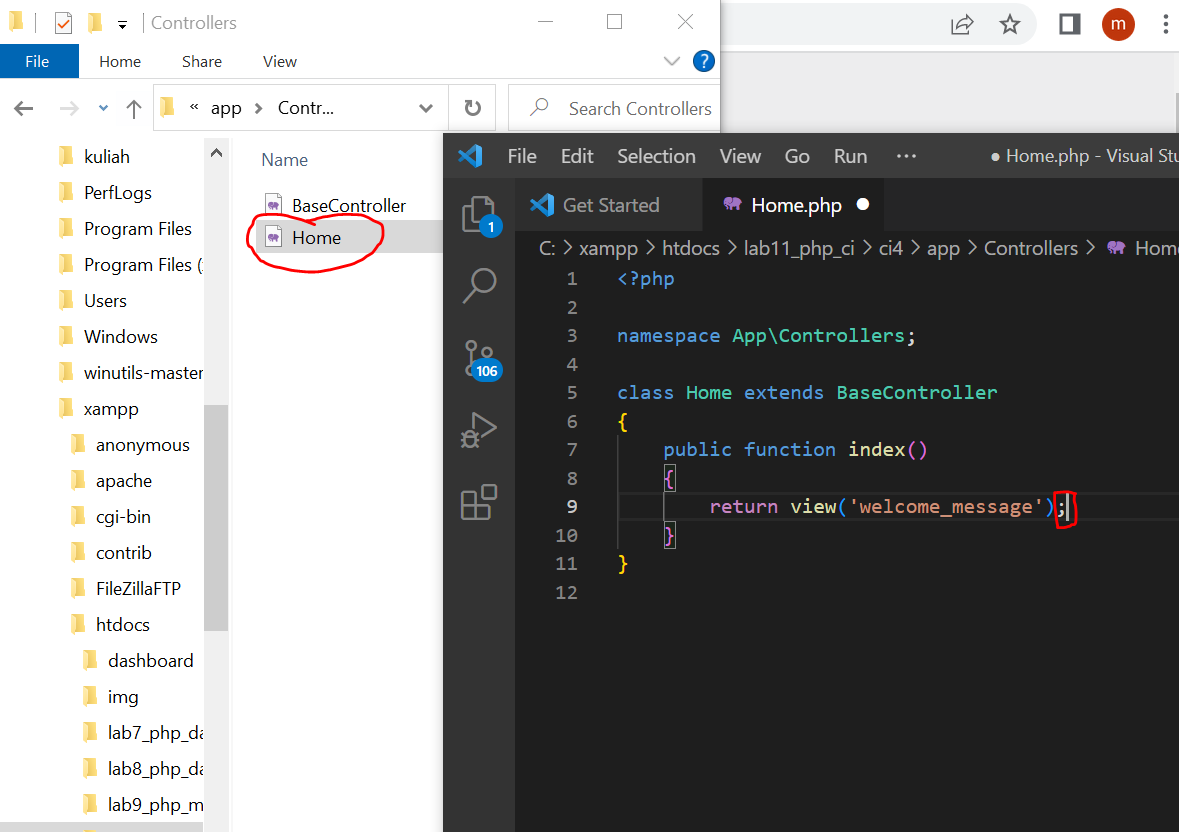 Controllers
File Home Share View
« app > Contr...
Search Controllers
m
kuliah
PerfLogs
Program Files
Program Files (
Users
Windows
winutils-master
xampp
anonymous
apache
cgi-bin
contrib
FileZillaFTP
htdocs
dashboard
img
lab7_php_da
lab8_php_da
lab9_php_m
Name
BaseController
Home
File Edit Selection View Go Run ··· ● Home.php - Visual Stu
1
106
Get Started
Home.php ●
C: > xampp > htdocs > lab11_php_ci > ci4 > app > Controllers > Hom
1 <?php
2
3 namespace App\Controllers;
4
5 class Home extends BaseController
6 {
7 public function index()
8 {
9 return view('welcome_message');
10 }
11 }
12